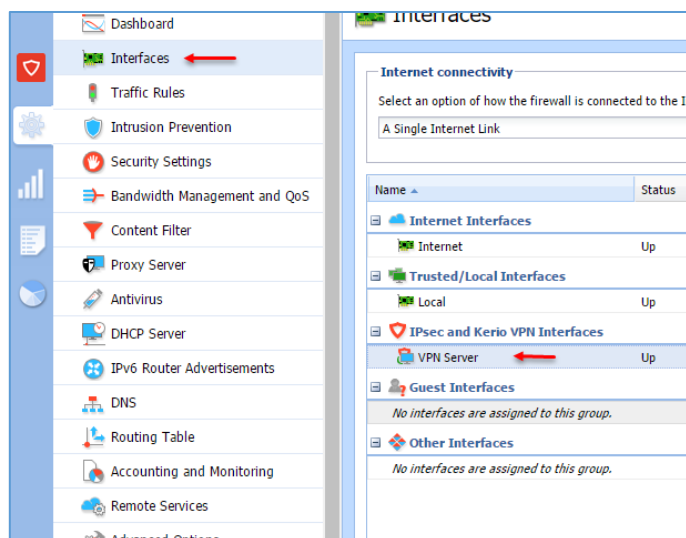 Dashboard
Interfaces
Traffic Rules
Intrusion Prevention
Security Settings
Bandwidth Management and QoS
Content Filter
Proxy Server
Antivirus
DHCP Server
IPv6 Router Advertisements
DNS
Routing Table
Accounting and Monitoring
Remote Services
Advanced Options
Interfaces
Internet connectivity
Select an option of how the firewall is connected to the I
A Single Internet Link
Name Status
Internet Interfaces
Internet Up
Trusted/Local Interfaces
Local Up
IPsec and Kerio VPN Interfaces
VPN Server Up
Guest Interfaces
No interfaces are assigned to this group.
Other Interfaces
No interfaces are assigned to this group.